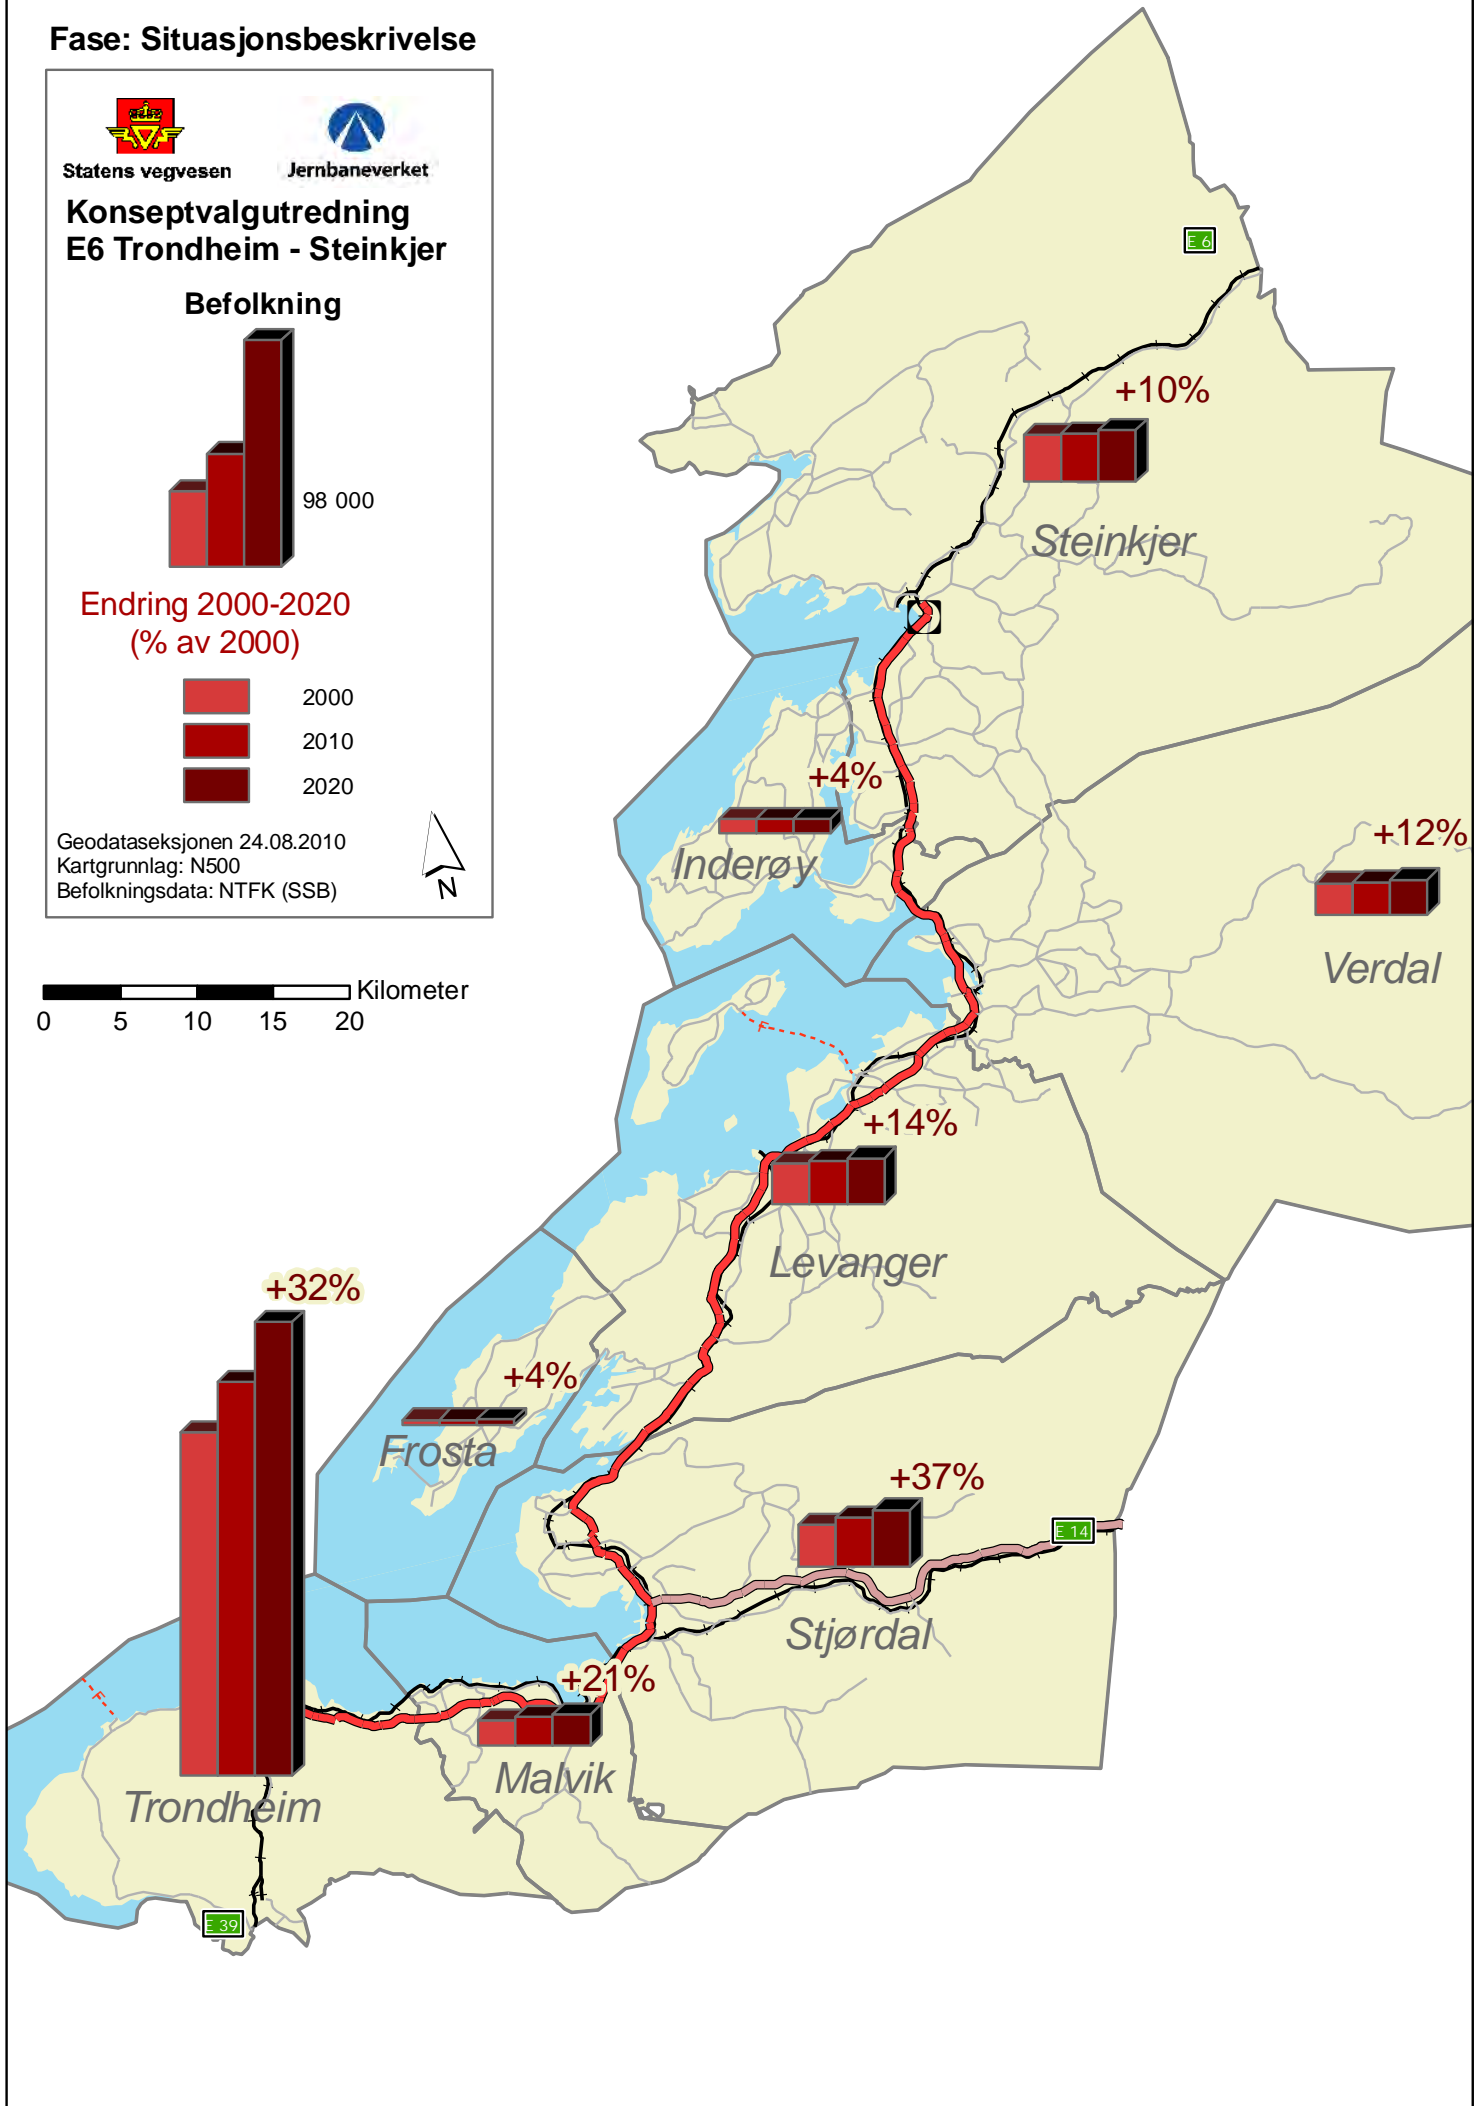 Fase: Situasjonsbeskrivelse
Statens vegvesen
Jernbaneverket
Konseptvalgutredning
E6 Trondheim - Steinkjer
Befolkning
98 000
Endring 2000-2020
(% av 2000)
2000
2010
2020
Geodataseksjonen 24.08.2010
Kartgrunnlag: N500
Befolkningsdata: NTFK (SSB)
N
Kilometer
0 5 10 15 20
E 6
+10%
Steinkjer
+4%
Inderøy
+12%
Verdal
F
+14%
Levanger
+32%
+4%
Frosta
+37%
E 14
Stjørdal
+21%
F
Malvik
Trondheim
E 39